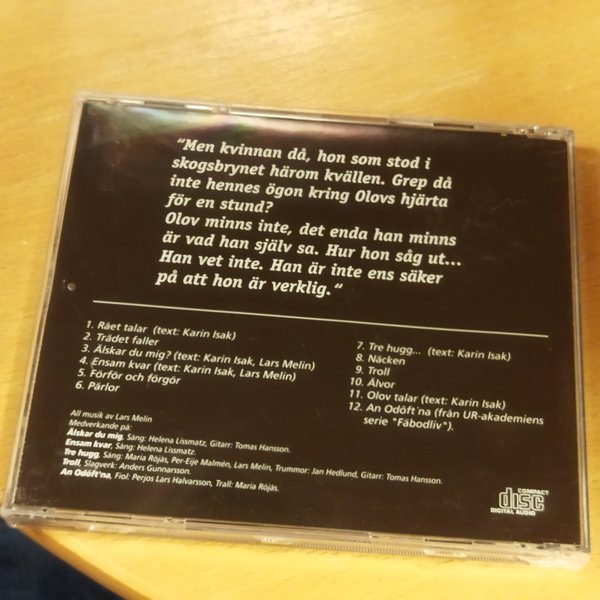 "Men kvinnan då, hon som stod i
skogsbrynet härom kvällen. Grep då
inte hennes ögon kring Olovs hjärta
för en stund?
Olov minns inte, det enda han minns
är vad han själv sa. Hur hon såg ut...
Han vet inte. Han är inte ens säker
på att hon är verklig."
1. Rået talar (text: Karin Isak)
2. Trädet faller
3. Älskar du mig? (text: Karin Isak, Lars Melin)
4. Ensam kvar (text: Karin Isak, Lars Melin)
5. Förför och förgör
6. Pärlor
7. Tre hugg... (text: Karin Isak)
8. Näcken
9. Troll
10. Älvor
11. Olov talar (text: Karin Isak)
12. An Odôft'na (från UR-akademiens
serie "Fäbodliv").
All musik av Lars Melin
Medverkande på:
Älskar du mig, Sång: Helena Lissmatz, Gitarr: Tomas Hansson.
Ensam kvar, Sång: Helena Lissmatz.
Tre hugg, Sång: Maria Röjås, Per-Eije Malmén, Lars Melin, Trummor: Jan Hedlund, Gitarr: Tomas Hansson.
Troll, Slagverk: Anders Gunnarsson.
An Odôft'na, Fiol: Perjos Lars Halvarsson, Trall: Maria Röjås.
COMPACT
disc
DIGITAL AUDIO